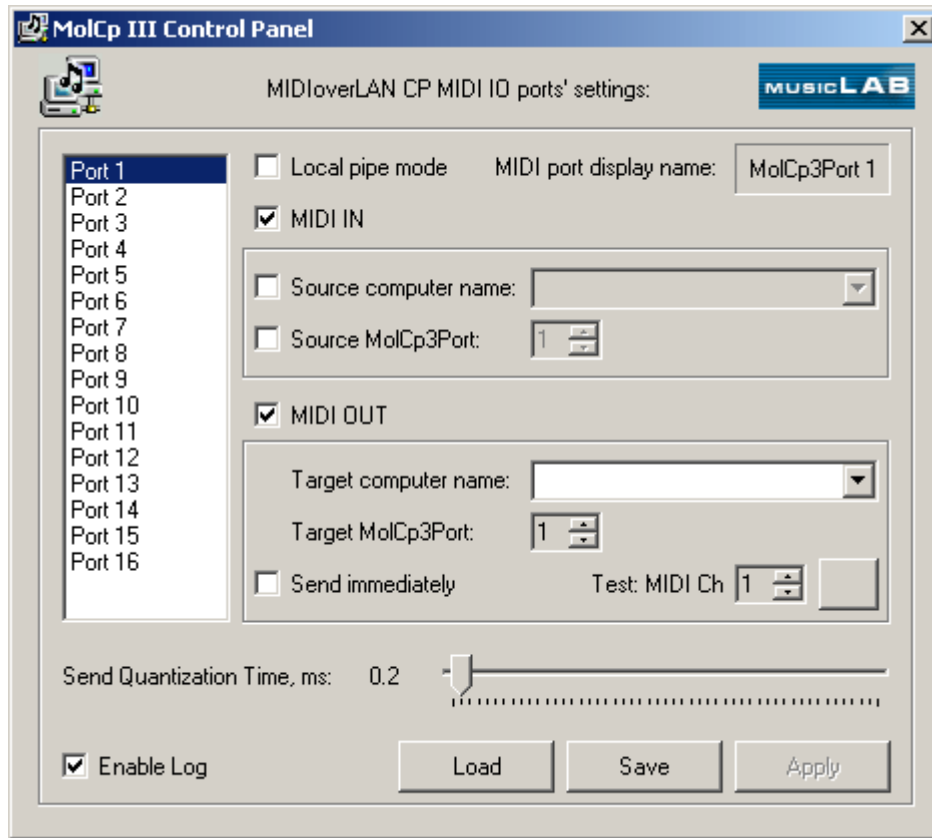 MolCp III Control Panel
MIDIoverLAN CP MIDI IO ports' settings:
MUSICLAB
Port 1
Port 2
Port 3
Port 4
Port 5
Port 6
Port 7
Port 8
Port 9
Port 10
Port 11
Port 12
Port 13
Port 14
Port 15
Port 16
Local pipe mode
MIDI port display name: MolCp3Port 1
MIDI IN
Source computer name:
Source MolCp3Port: 1
MIDI OUT
Target computer name:
Target MolCp3Port: 1
Send immediately
Test: MIDI Ch 1
Send Quantization Time, ms: 0.2
Enable Log
Load
Save
Apply